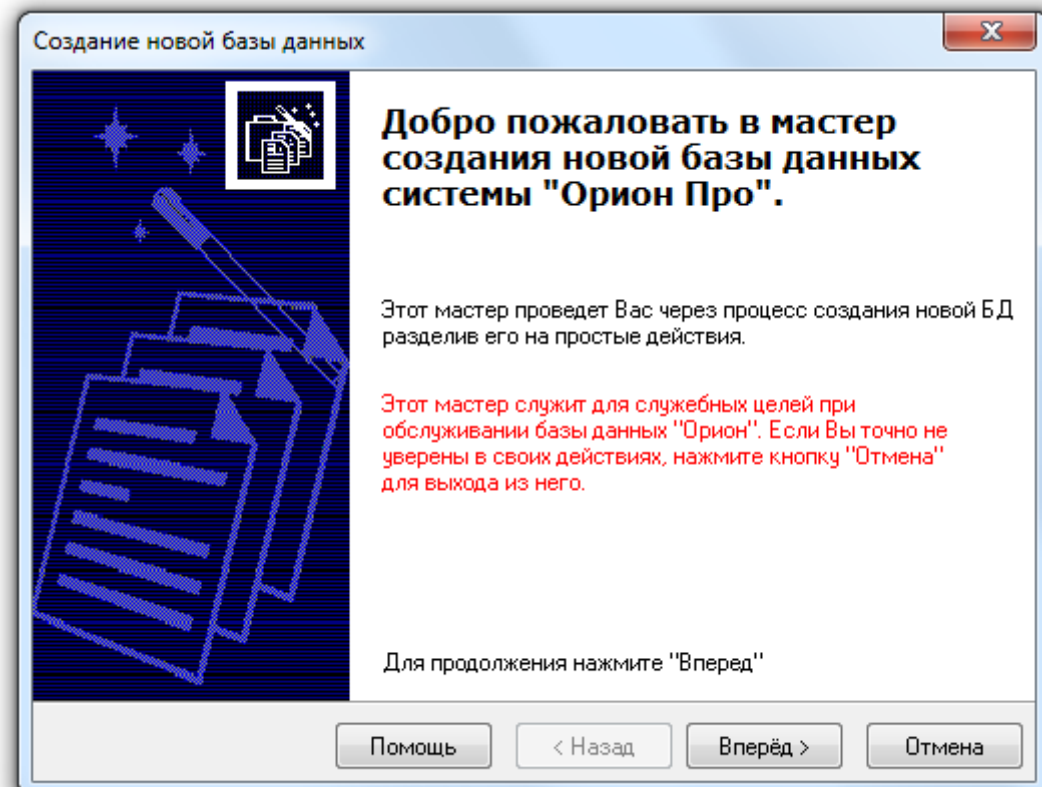 Создание новой базы данных
Добро пожаловать в мастер
создания новой базы данных
системы "Орион Про".
Этот мастер проведет Вас через процесс создания новой БД
разделив его на простые действия.
Этот мастер служит для служебных целей при
обслуживании базы данных "Орион". Если Вы точно не
уверены в своих действиях, нажмите кнопку "Отмена"
для выхода из него.
Для продолжения нажмите "Вперед"
Помощь
< Назад
Вперёд >
Отмена